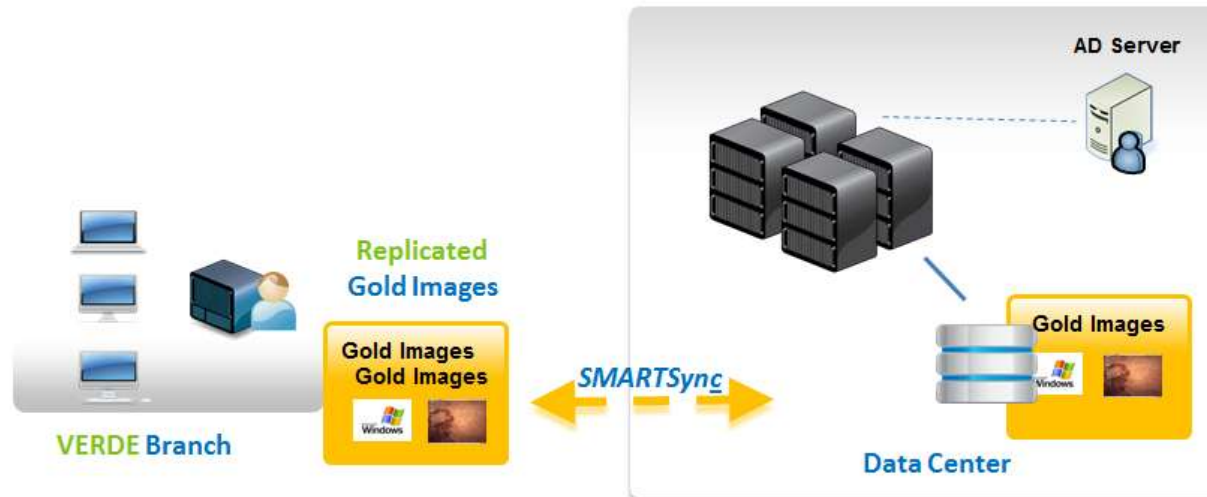 AD Server
Replicated
Gold Images
Gold Images
Gold Images
Windows
SMARTSync
Gold Images
Windows
VERDE Branch
Data Center